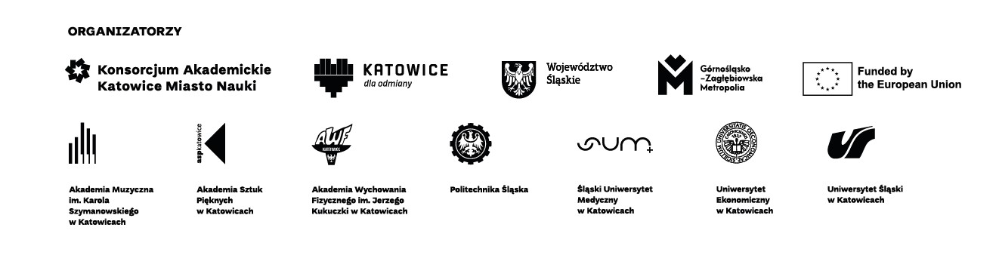 ORGANIZATORZY
Konsorcjum Akademickie
Katowice Miasto Nauki
KATOWICE
dla odmiany
Województwo
Śląskie
Górnośląsko
-Zagłębiowska
Metropolia
Funded by
the European Union
aspkatowice
AWF
KATOWICE
sum+
Akademia Muzyczna
im. Karola
Szymanowskiego
w Katowicach
Akademia Sztuk
Pięknych
w Katowicach
Akademia Wychowania
Fizycznego im. Jerzego
Kukuczki w Katowicach
Politechnika Śląska
Śląski Uniwersytet
Medyczny
w Katowicach
Uniwersytet
Ekonomiczny
w Katowicach
Uniwersytet Śląski
w Katowicach